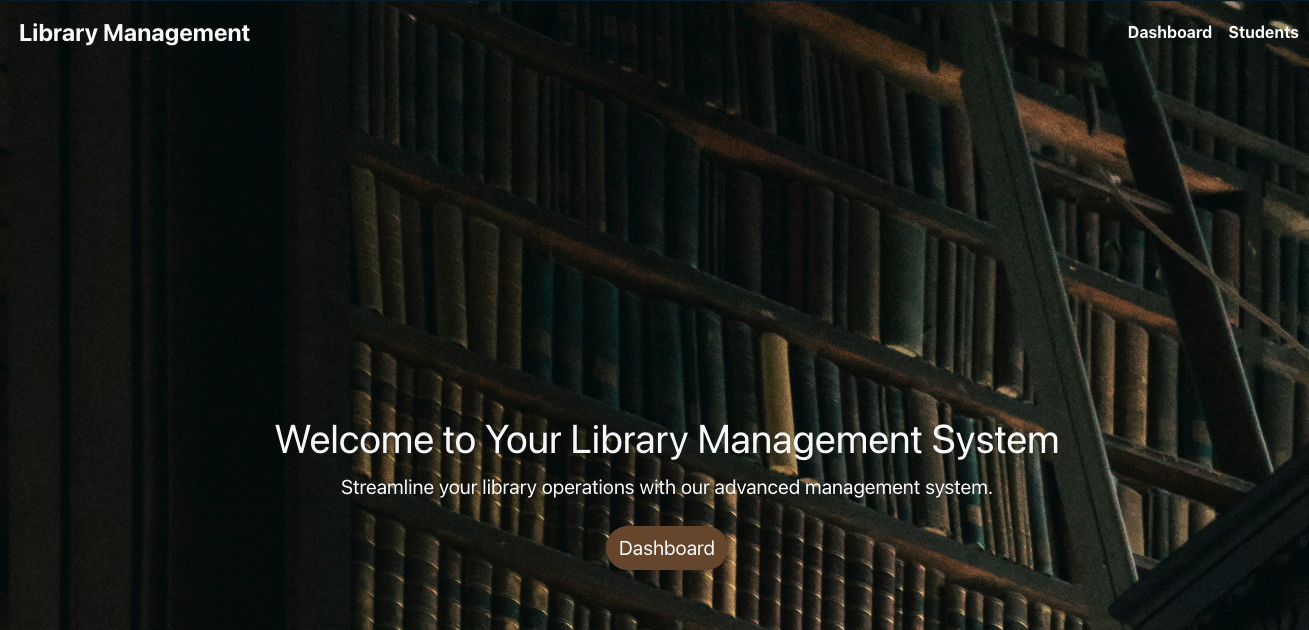 Library Management
Dashboard Students
Welcome to Your Library Management System
Streamline your library operations with our advanced management system.
Dashboard